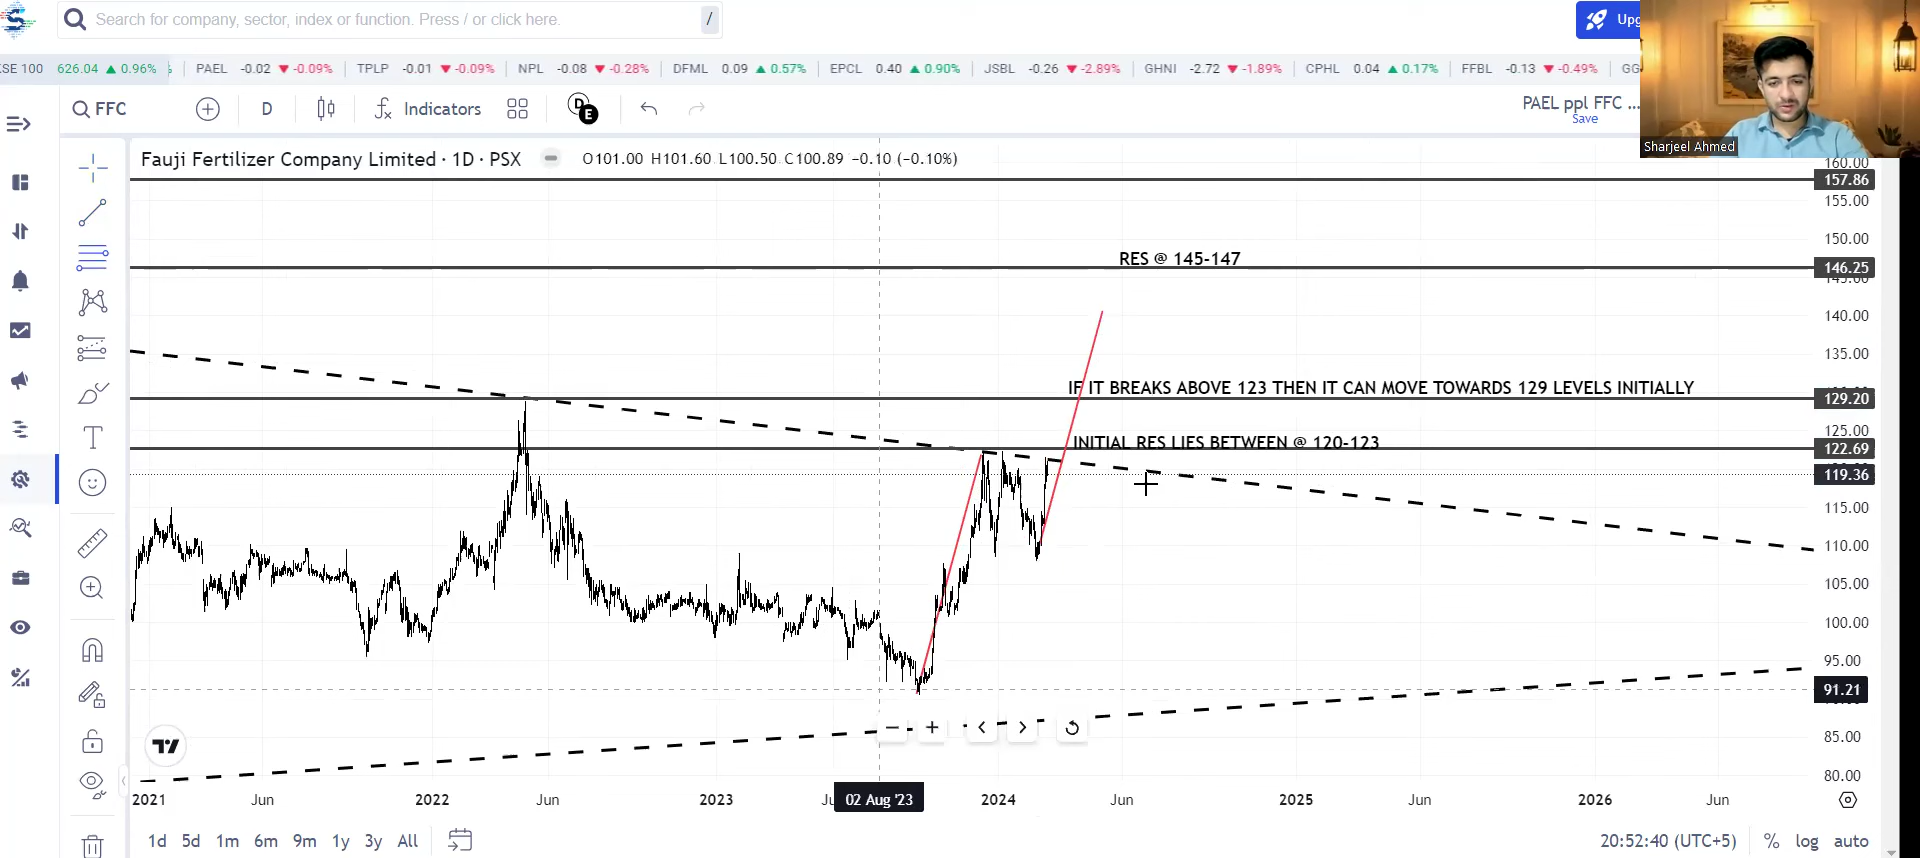 Search for company, sector, index or function. Press / or click here.
/
KSE 100 626.04 ▲ 0.96% PAEL -0.02 ▼ -0.09% TPLP -0.01 ▼ -0.09% NPL -0.08 ▼ -0.28% DFML 0.09 ▲ 0.57% EPCL 0.40 ▲ 0.90% JSBL -0.26 ▼ -2.89% GHNI -2.72 ▼ -1.89% CPHL 0.04 ▲ 0.17% FFBL -0.13 ▼ -0.49%
FFC D Indicators D E
PAEL ppl FFC ...
Save
Sharjeel Ahmed
Fauji Fertilizer Company Limited · 1D · PSX O101.00 H101.60 L100.50 C100.89 −0.10 (−0.10%)
160.00
157.86
155.00
150.00
RES @ 145-147
146.25
145.00
140.00
135.00
IF IT BREAKS ABOVE 123 THEN IT CAN MOVE TOWARDS 129 LEVELS INITIALLY
129.20
125.00
INITIAL RES LIES BETWEEN @ 120-123
122.69
119.36
115.00
110.00
105.00
100.00
95.00
91.21
85.00
80.00
2021 Jun 2022 Jun 2023 02 Aug '23 2024 Jun 2025 Jun 2026 Jun
1d 5d 1m 6m 9m 1y 3y All 20:52:40 (UTC+5) % log auto